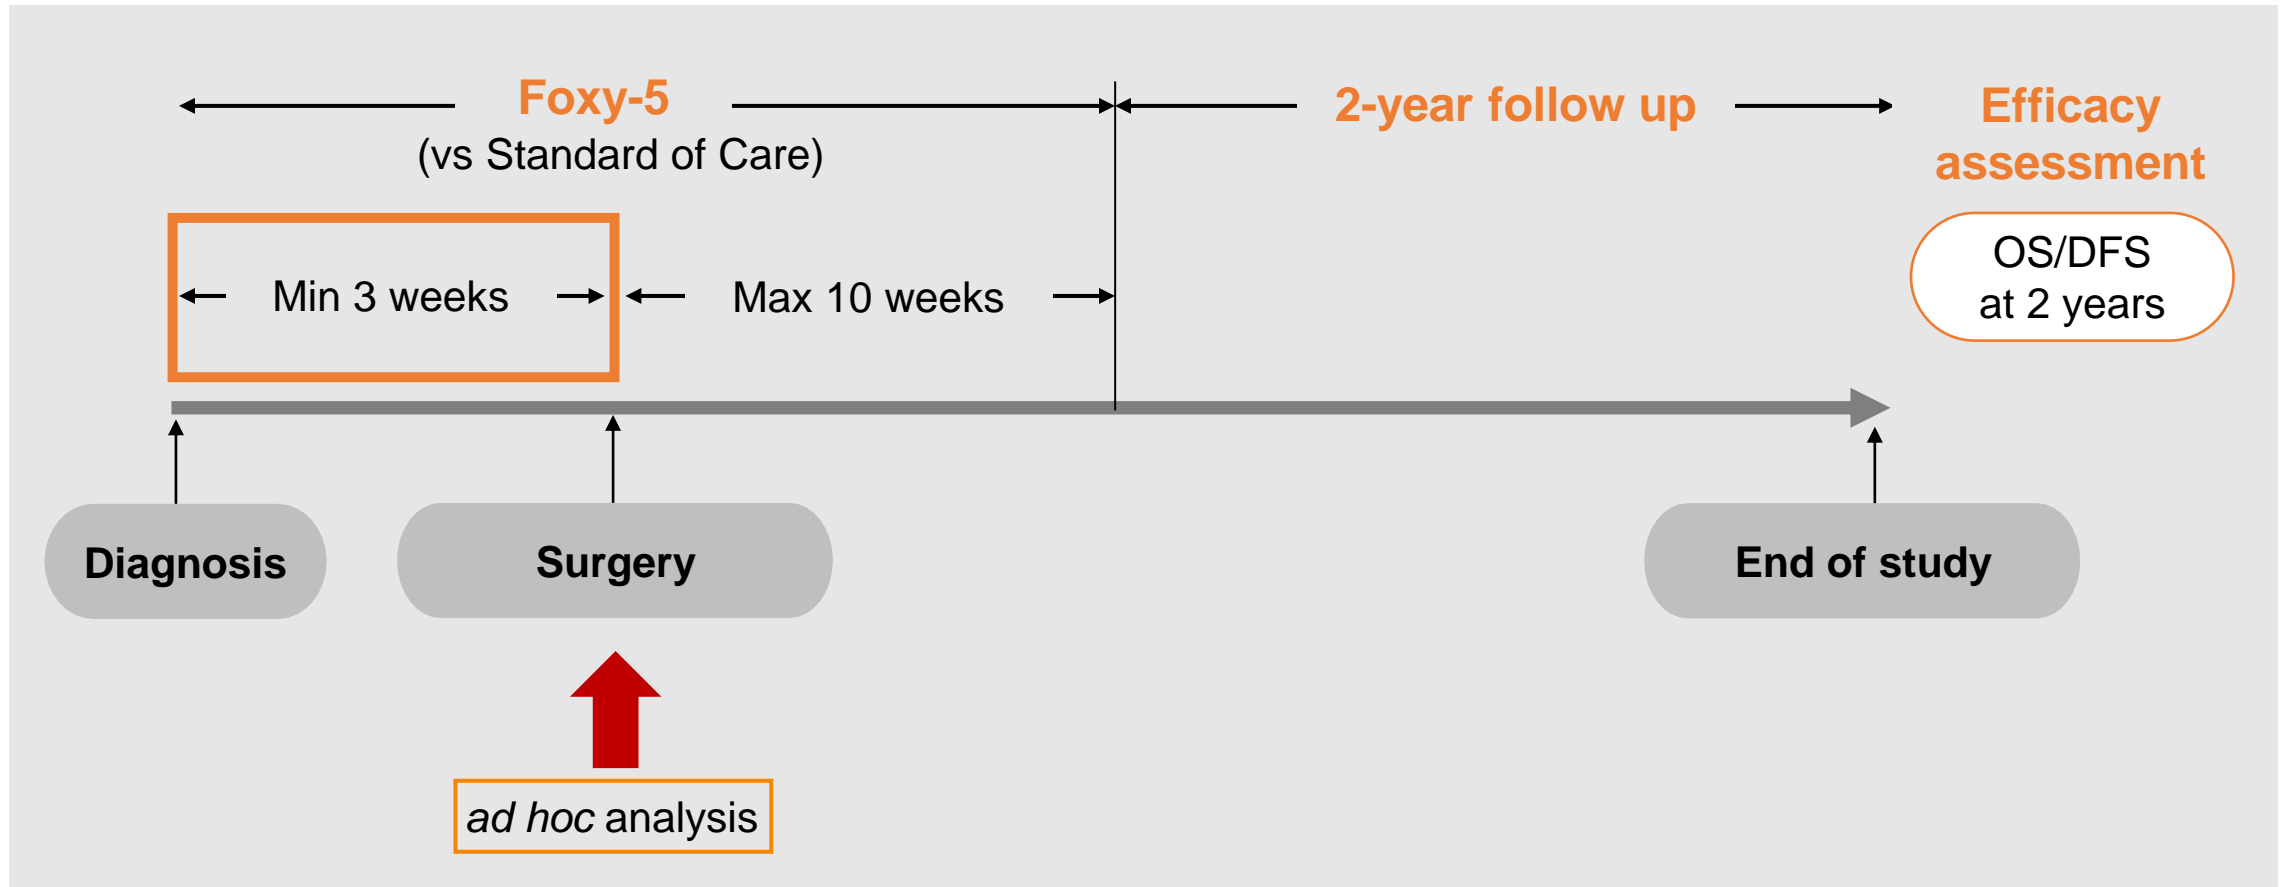 Foxy-5
(vs Standard of Care)
2-year follow up
Efficacy
assessment
Min 3 weeks
Max 10 weeks
OS/DFS
at 2 years
Diagnosis
Surgery
End of study
ad hoc analysis